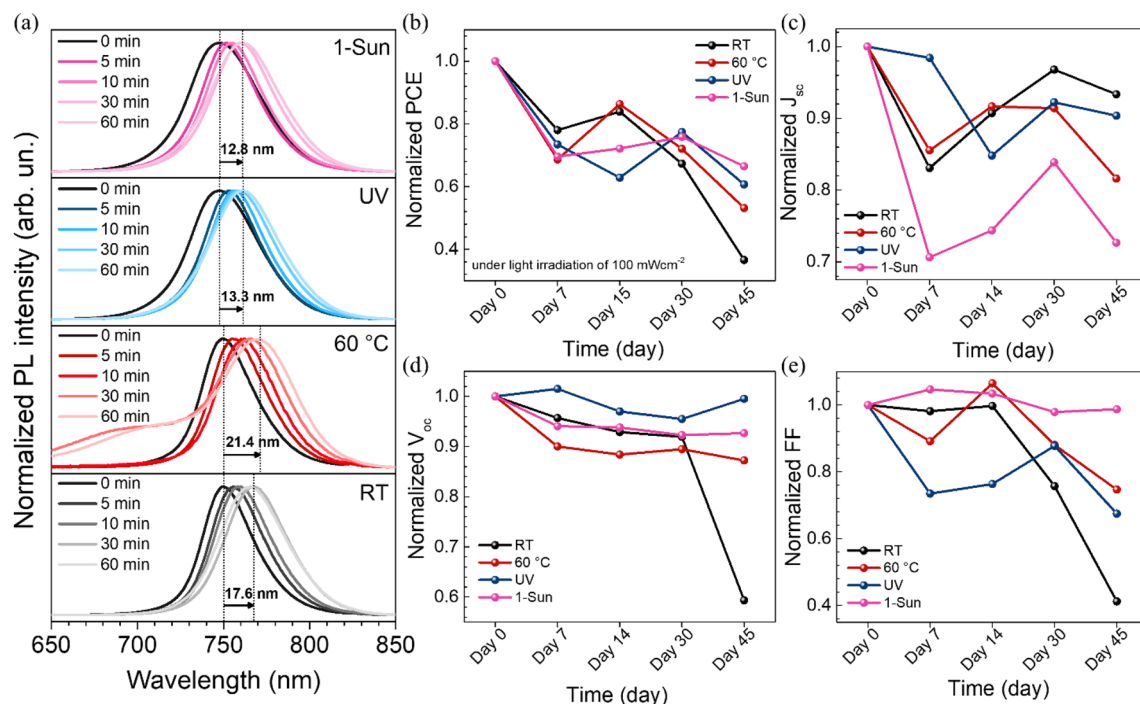 (a)
Normalized PL intensity (arb. un.)
0 min
5 min
10 min
30 min
60 min
1-Sun
12.8 nm
0 min
5 min
10 min
30 min
60 min
UV
13.3 nm
0 min
5 min
10 min
30 min
60 min
60 °C
21.4 nm
0 min
5 min
10 min
30 min
60 min
RT
17.6 nm
650 700 750 800 850
Wavelength (nm)
(b)
Normalized PCE
1.0
0.8
0.6
0.4
RT
60 °C
UV
1-Sun
under light irradiation of 100 mWcm-2
Day 0 Day 7 Day 15 Day 30 Day 45
Time (day)
(c)
Normalized Jsc
1.0
0.9
0.8
0.7
RT
60 °C
UV
1-Sun
Day 0 Day 7 Day 14 Day 30 Day 45
Time (day)
(d)
Normalized Voc
1.0
0.9
0.8
0.7
0.6
RT
60 °C
UV
1-Sun
Day 0 Day 7 Day 14 Day 30 Day 45
Time (day)
(e)
Normalized FF
1.0
0.8
0.6
0.4
RT
60 °C
UV
1-Sun
Day 0 Day 7 Day 14 Day 30 Day 45
Time (day)